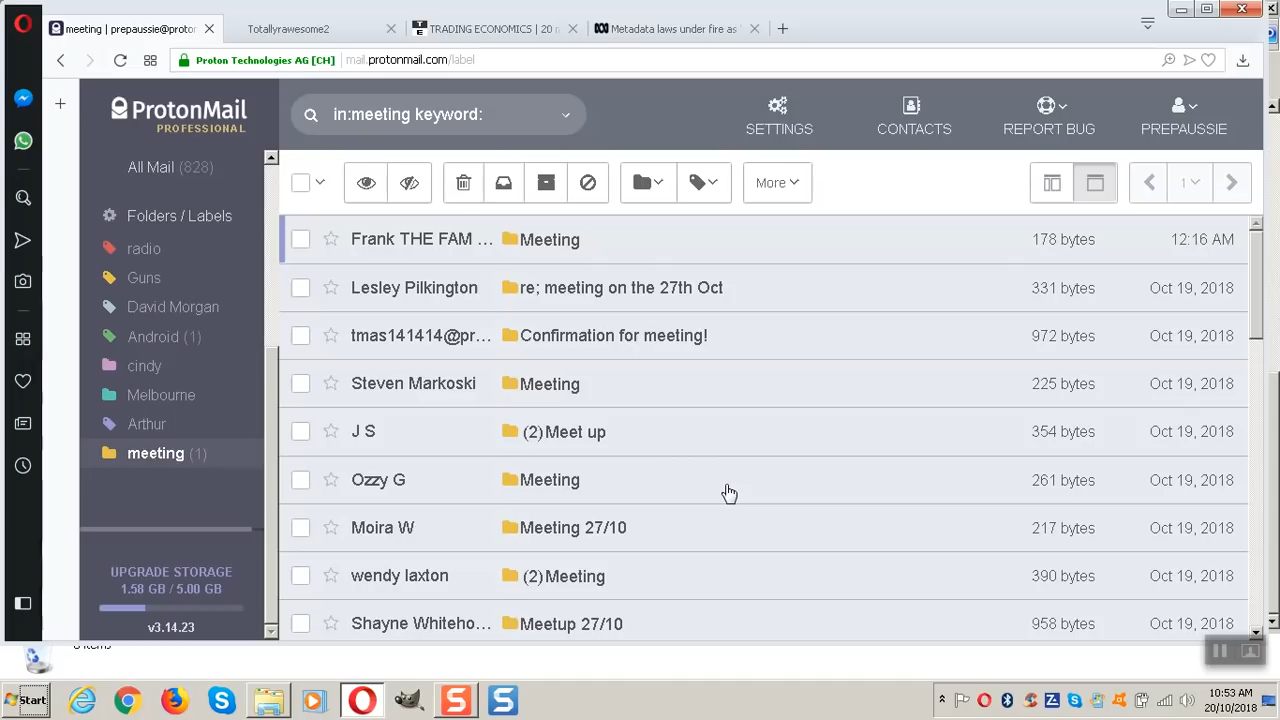 meeting | prepaussie@proton
Totallyrawesome2
TRADING ECONOMICS | 20 m
Metadata laws under fire as
Proton Technologies AG [CH] mail.protonmail.com/label
ProtonMail
PROFESSIONAL
in:meeting keyword:
SETTINGS
CONTACTS
REPORT BUG
PREPAUSSIE
All Mail (828)
Folders / Labels
radio
Guns
David Morgan
Android (1)
cindy
Melbourne
Arthur
meeting (1)
UPGRADE STORAGE
1.58 GB / 5.00 GB
v3.14.23
More
1
Frank THE FAM ... Meeting 178 bytes 12:16 AM
Lesley Pilkington re; meeting on the 27th Oct 331 bytes Oct 19, 2018
tmas141414@pr... Confirmation for meeting! 972 bytes Oct 19, 2018
Steven Markoski Meeting 225 bytes Oct 19, 2018
J S (2) Meet up 354 bytes Oct 19, 2018
Ozzy G Meeting 261 bytes Oct 19, 2018
Moira W Meeting 27/10 217 bytes Oct 19, 2018
wendy laxton (2) Meeting 390 bytes Oct 19, 2018
Shayne Whiteho... Meetup 27/10 958 bytes Oct 19, 2018
Start
10:53 AM
20/10/2018